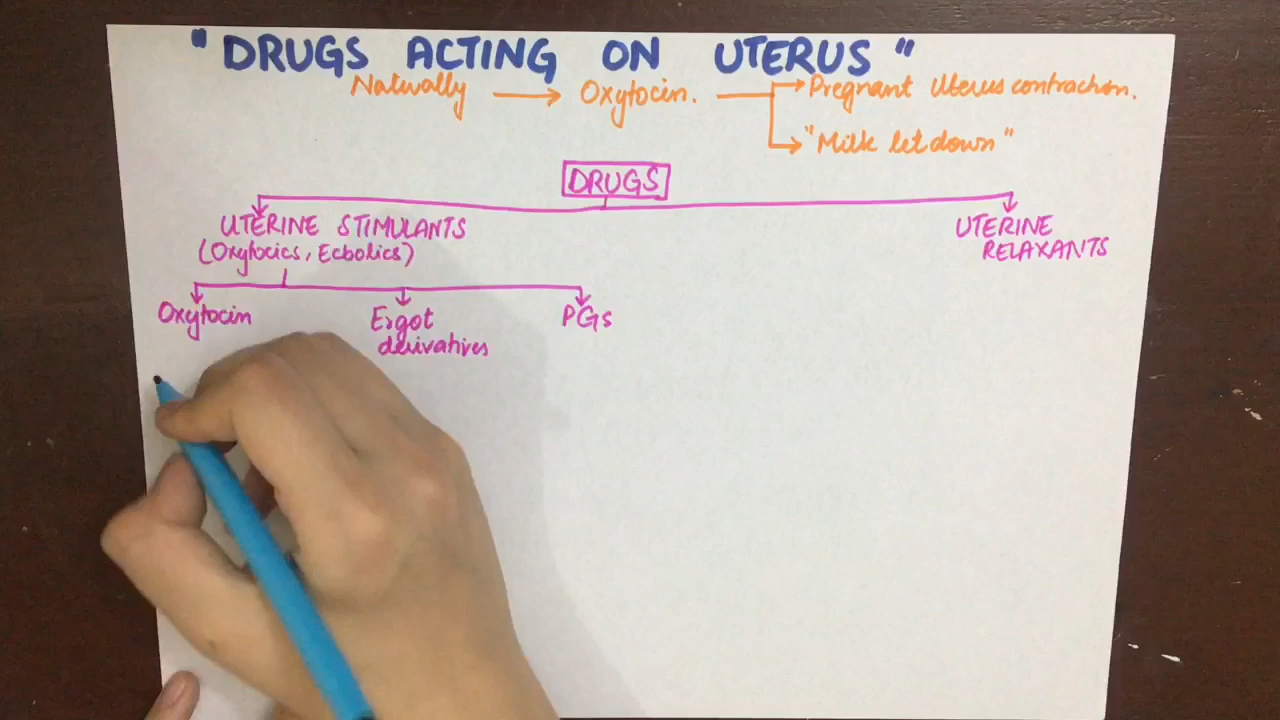 "DRUGS ACTING ON UTERUS"
Naturally → Oxytocin. → Pregnant Uterus contraction.
→ "Milk let down"
DRUGS
UTERINE STIMULANTS
(Oxytocics, Ecbolics)
UTERINE
RELAXANTS
Oxytocin
Ergot
derivatives
PGs